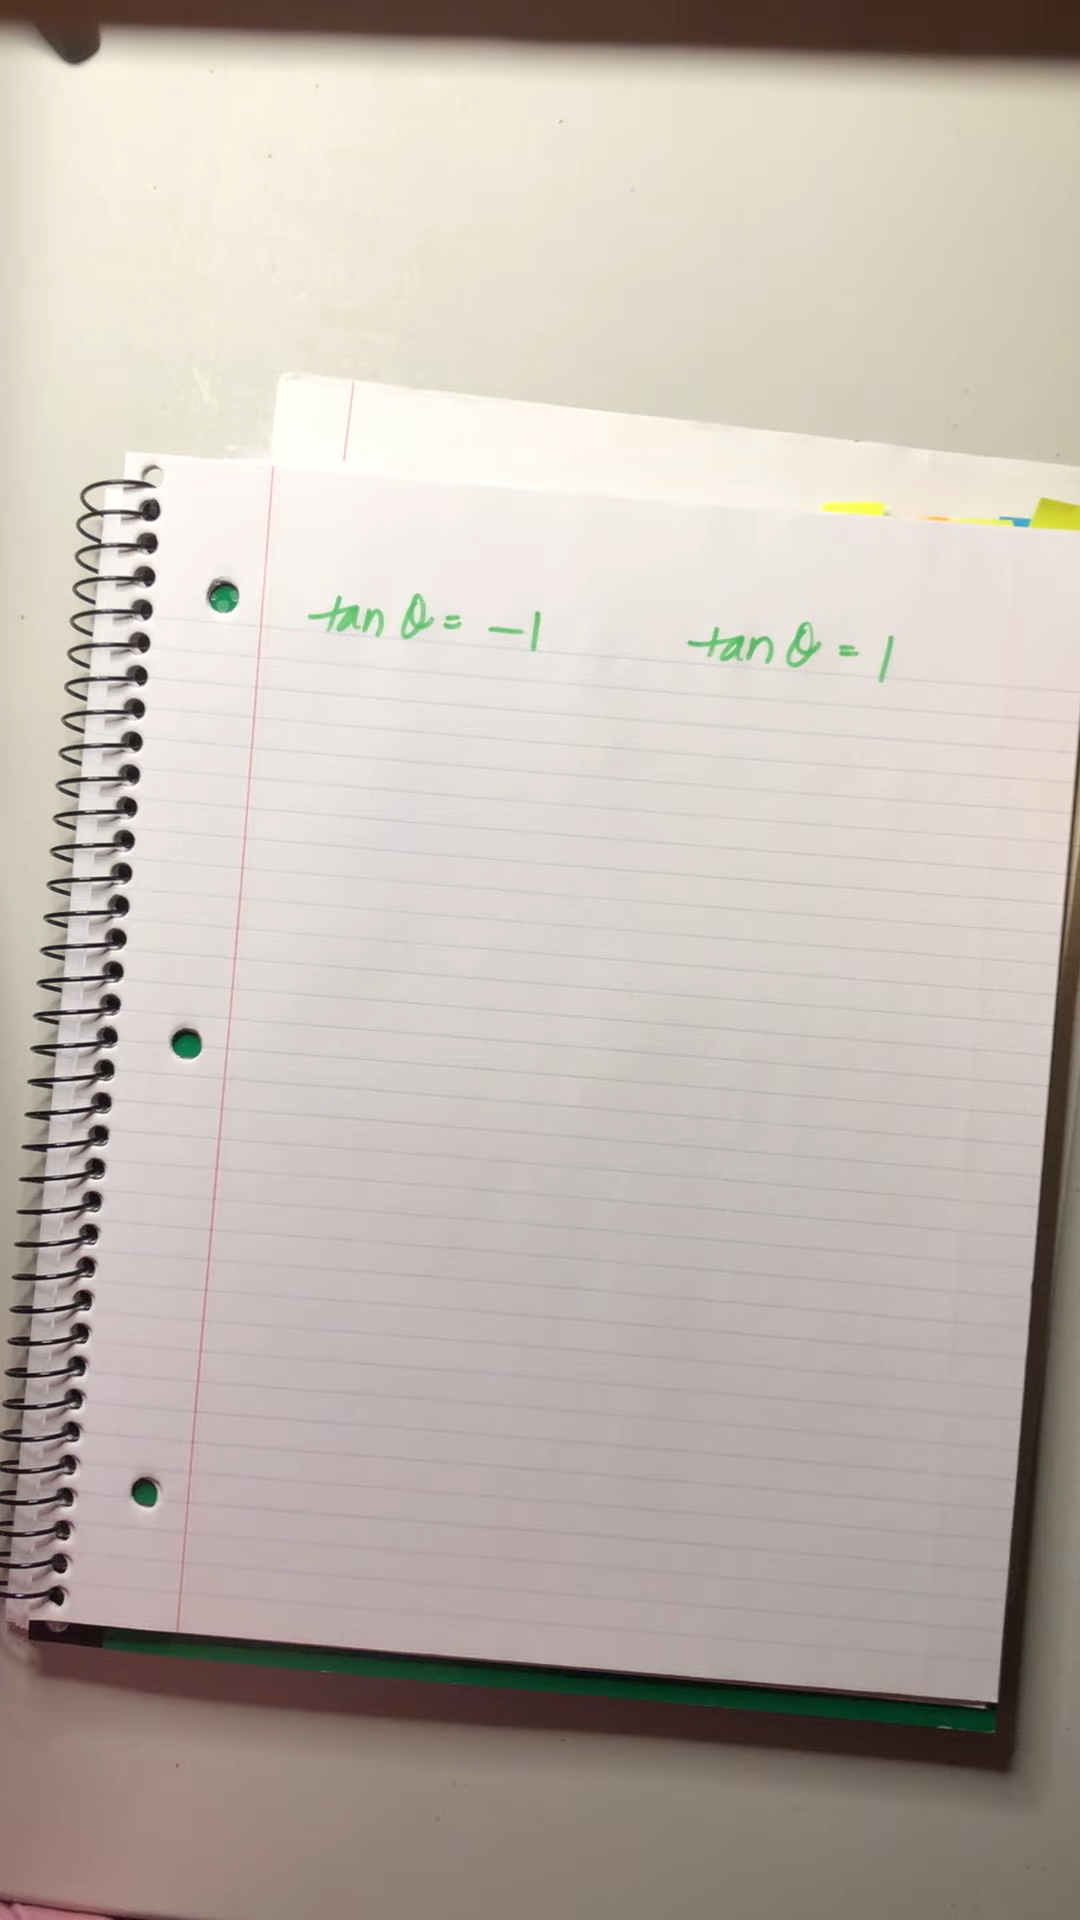 tan θ = -1 tan θ = 1